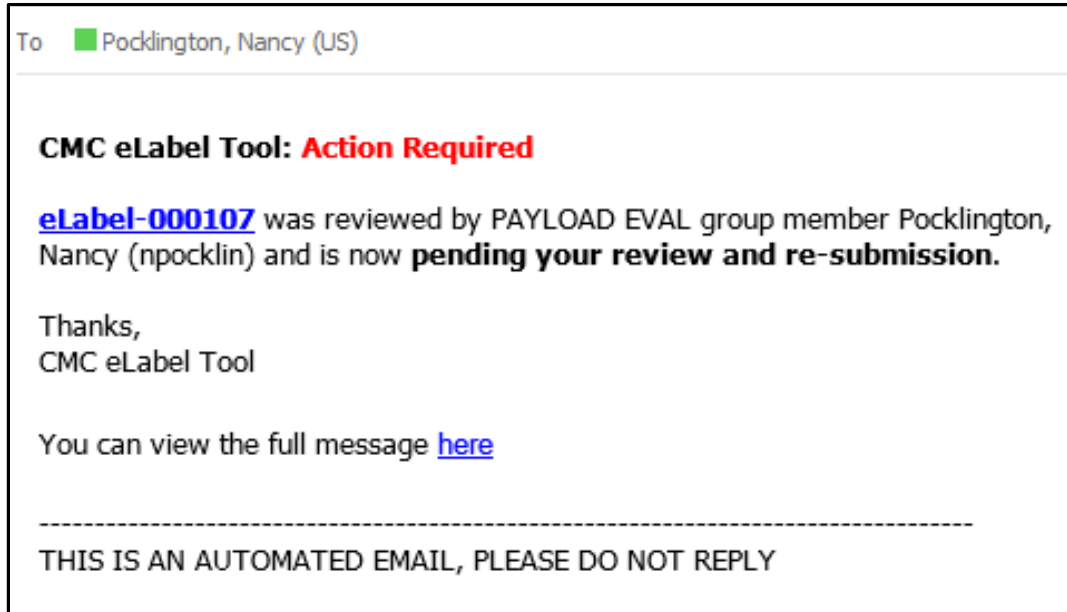 To Pocklington, Nancy (US)
CMC eLabel Tool: Action Required
eLabel-000107 was reviewed by PAYLOAD EVAL group member Pocklington,
Nancy (npocklin) and is now pending your review and re-submission.
Thanks,
CMC eLabel Tool
You can view the full message here
------------------------------------------------------------------------------------
THIS IS AN AUTOMATED EMAIL, PLEASE DO NOT REPLY